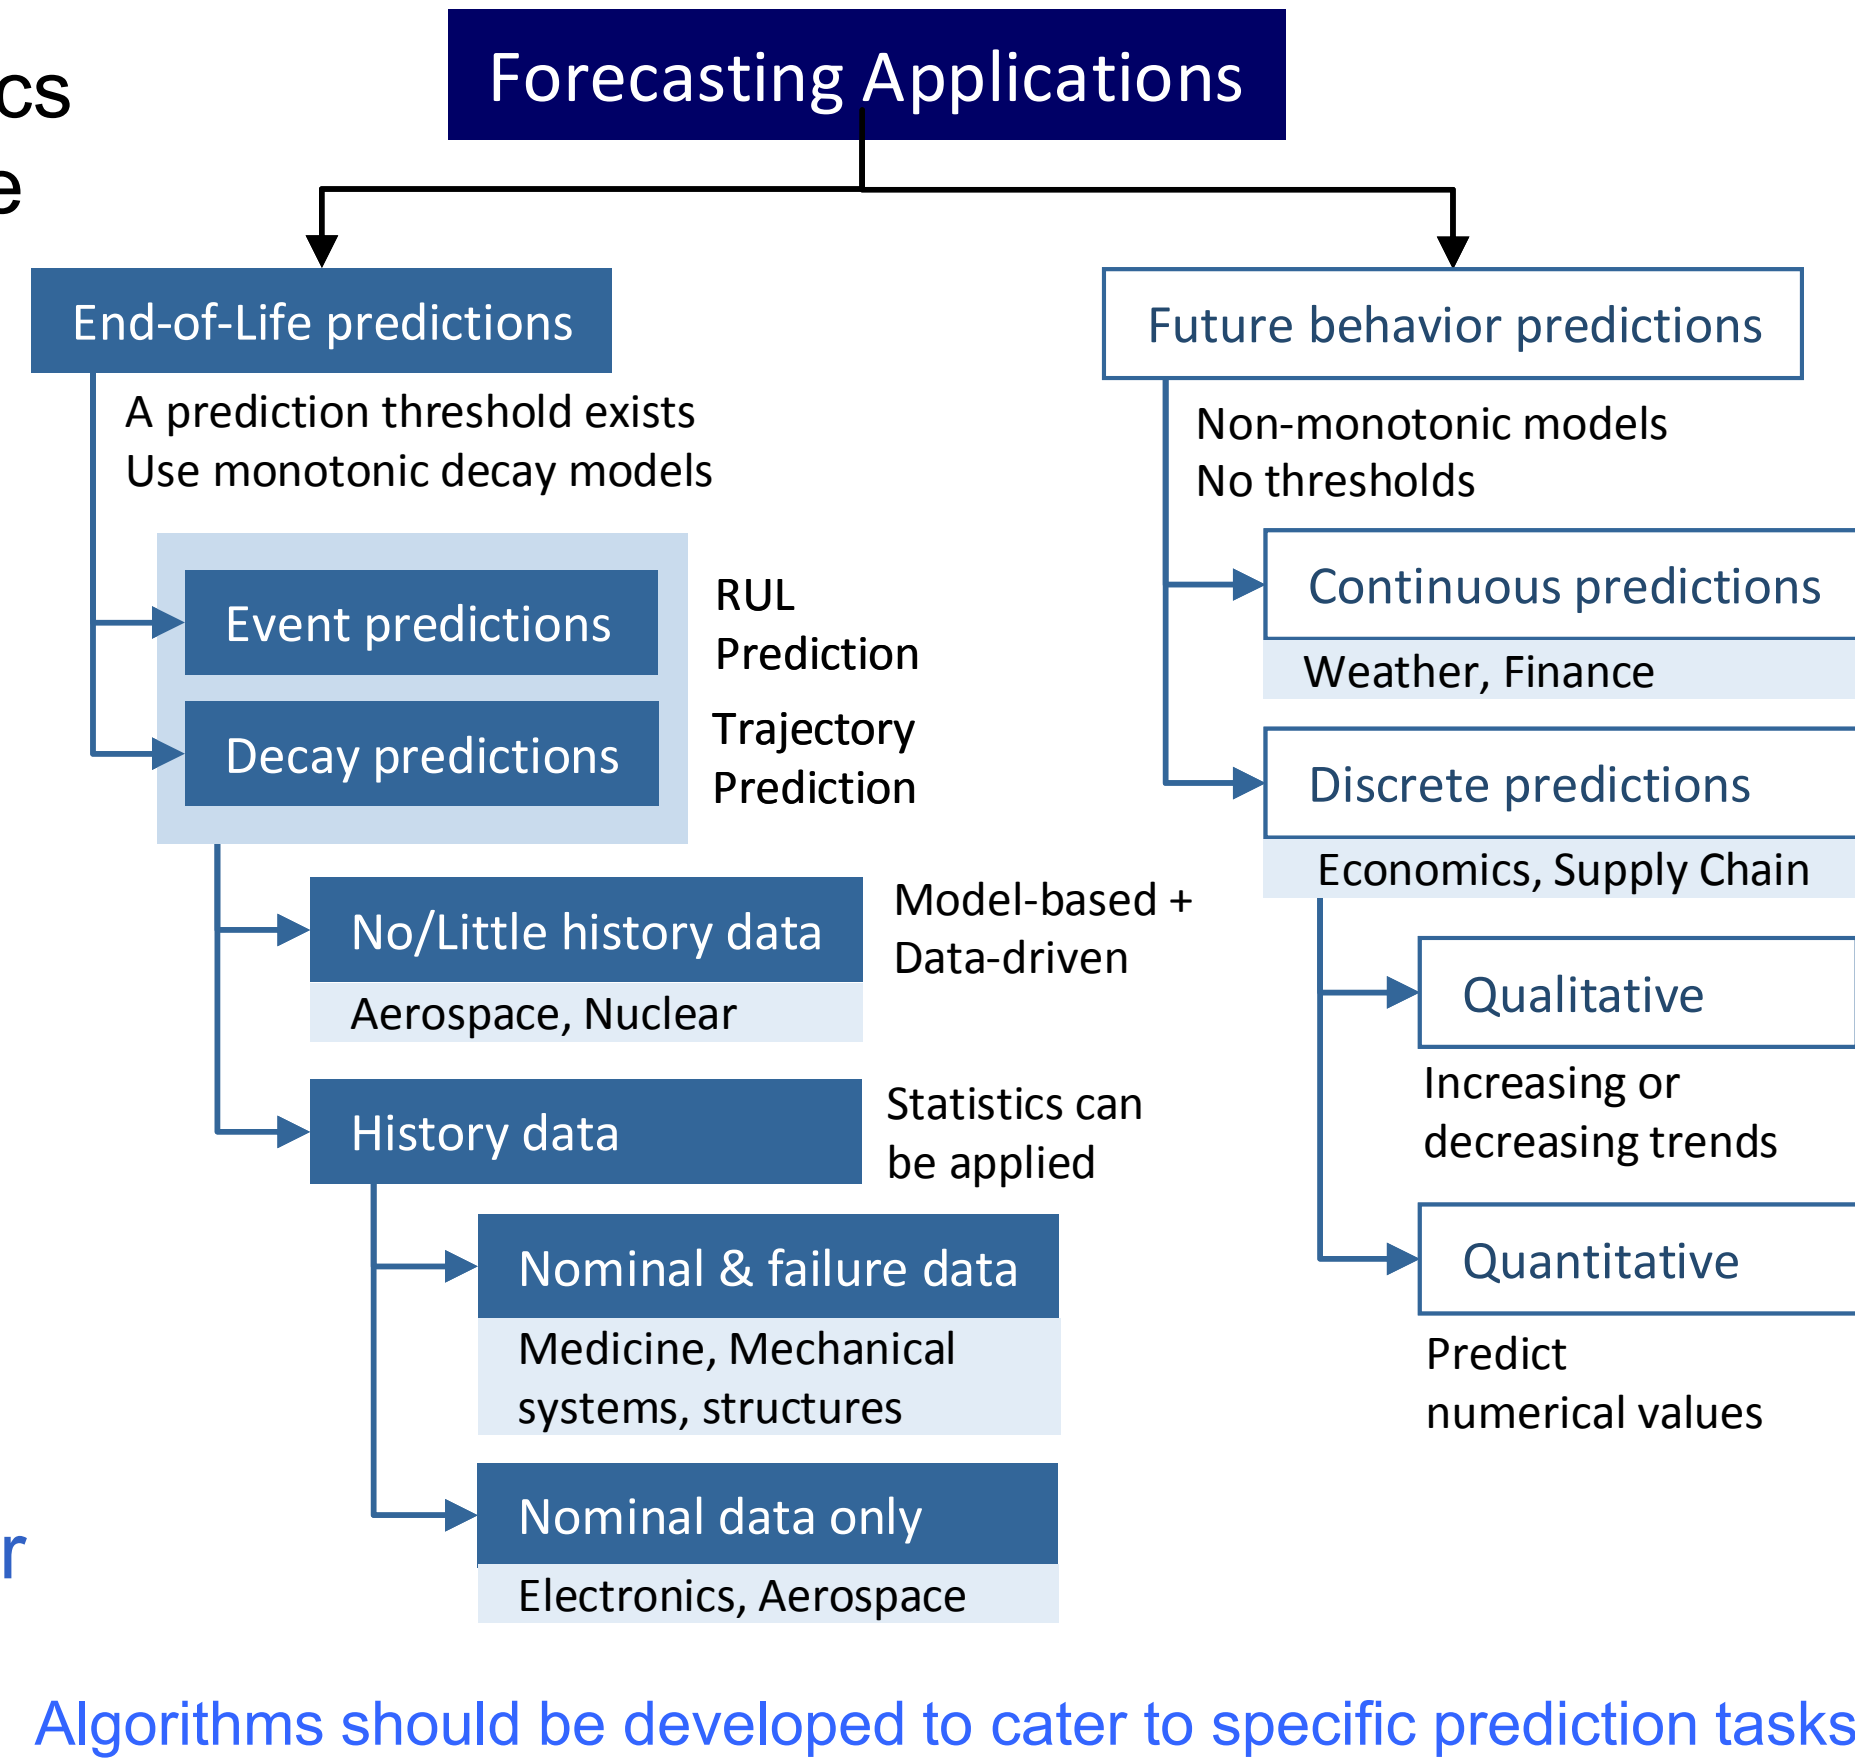 Forecasting Applications
End-of-Life predictions
A prediction threshold exists
Use monotonic decay models
Event predictions
RUL
Prediction
Decay predictions
Trajectory
Prediction
No/Little history data
Model-based +
Data-driven
Aerospace, Nuclear
History data
Statistics can
be applied
Nominal & failure data
Medicine, Mechanical
systems, structures
Nominal data only
Electronics, Aerospace
Future behavior predictions
Non-monotonic models
No thresholds
Continuous predictions
Weather, Finance
Discrete predictions
Economics, Supply Chain
Qualitative
Increasing or
decreasing trends
Quantitative
Predict
numerical values
Algorithms should be developed to cater to specific prediction tasks